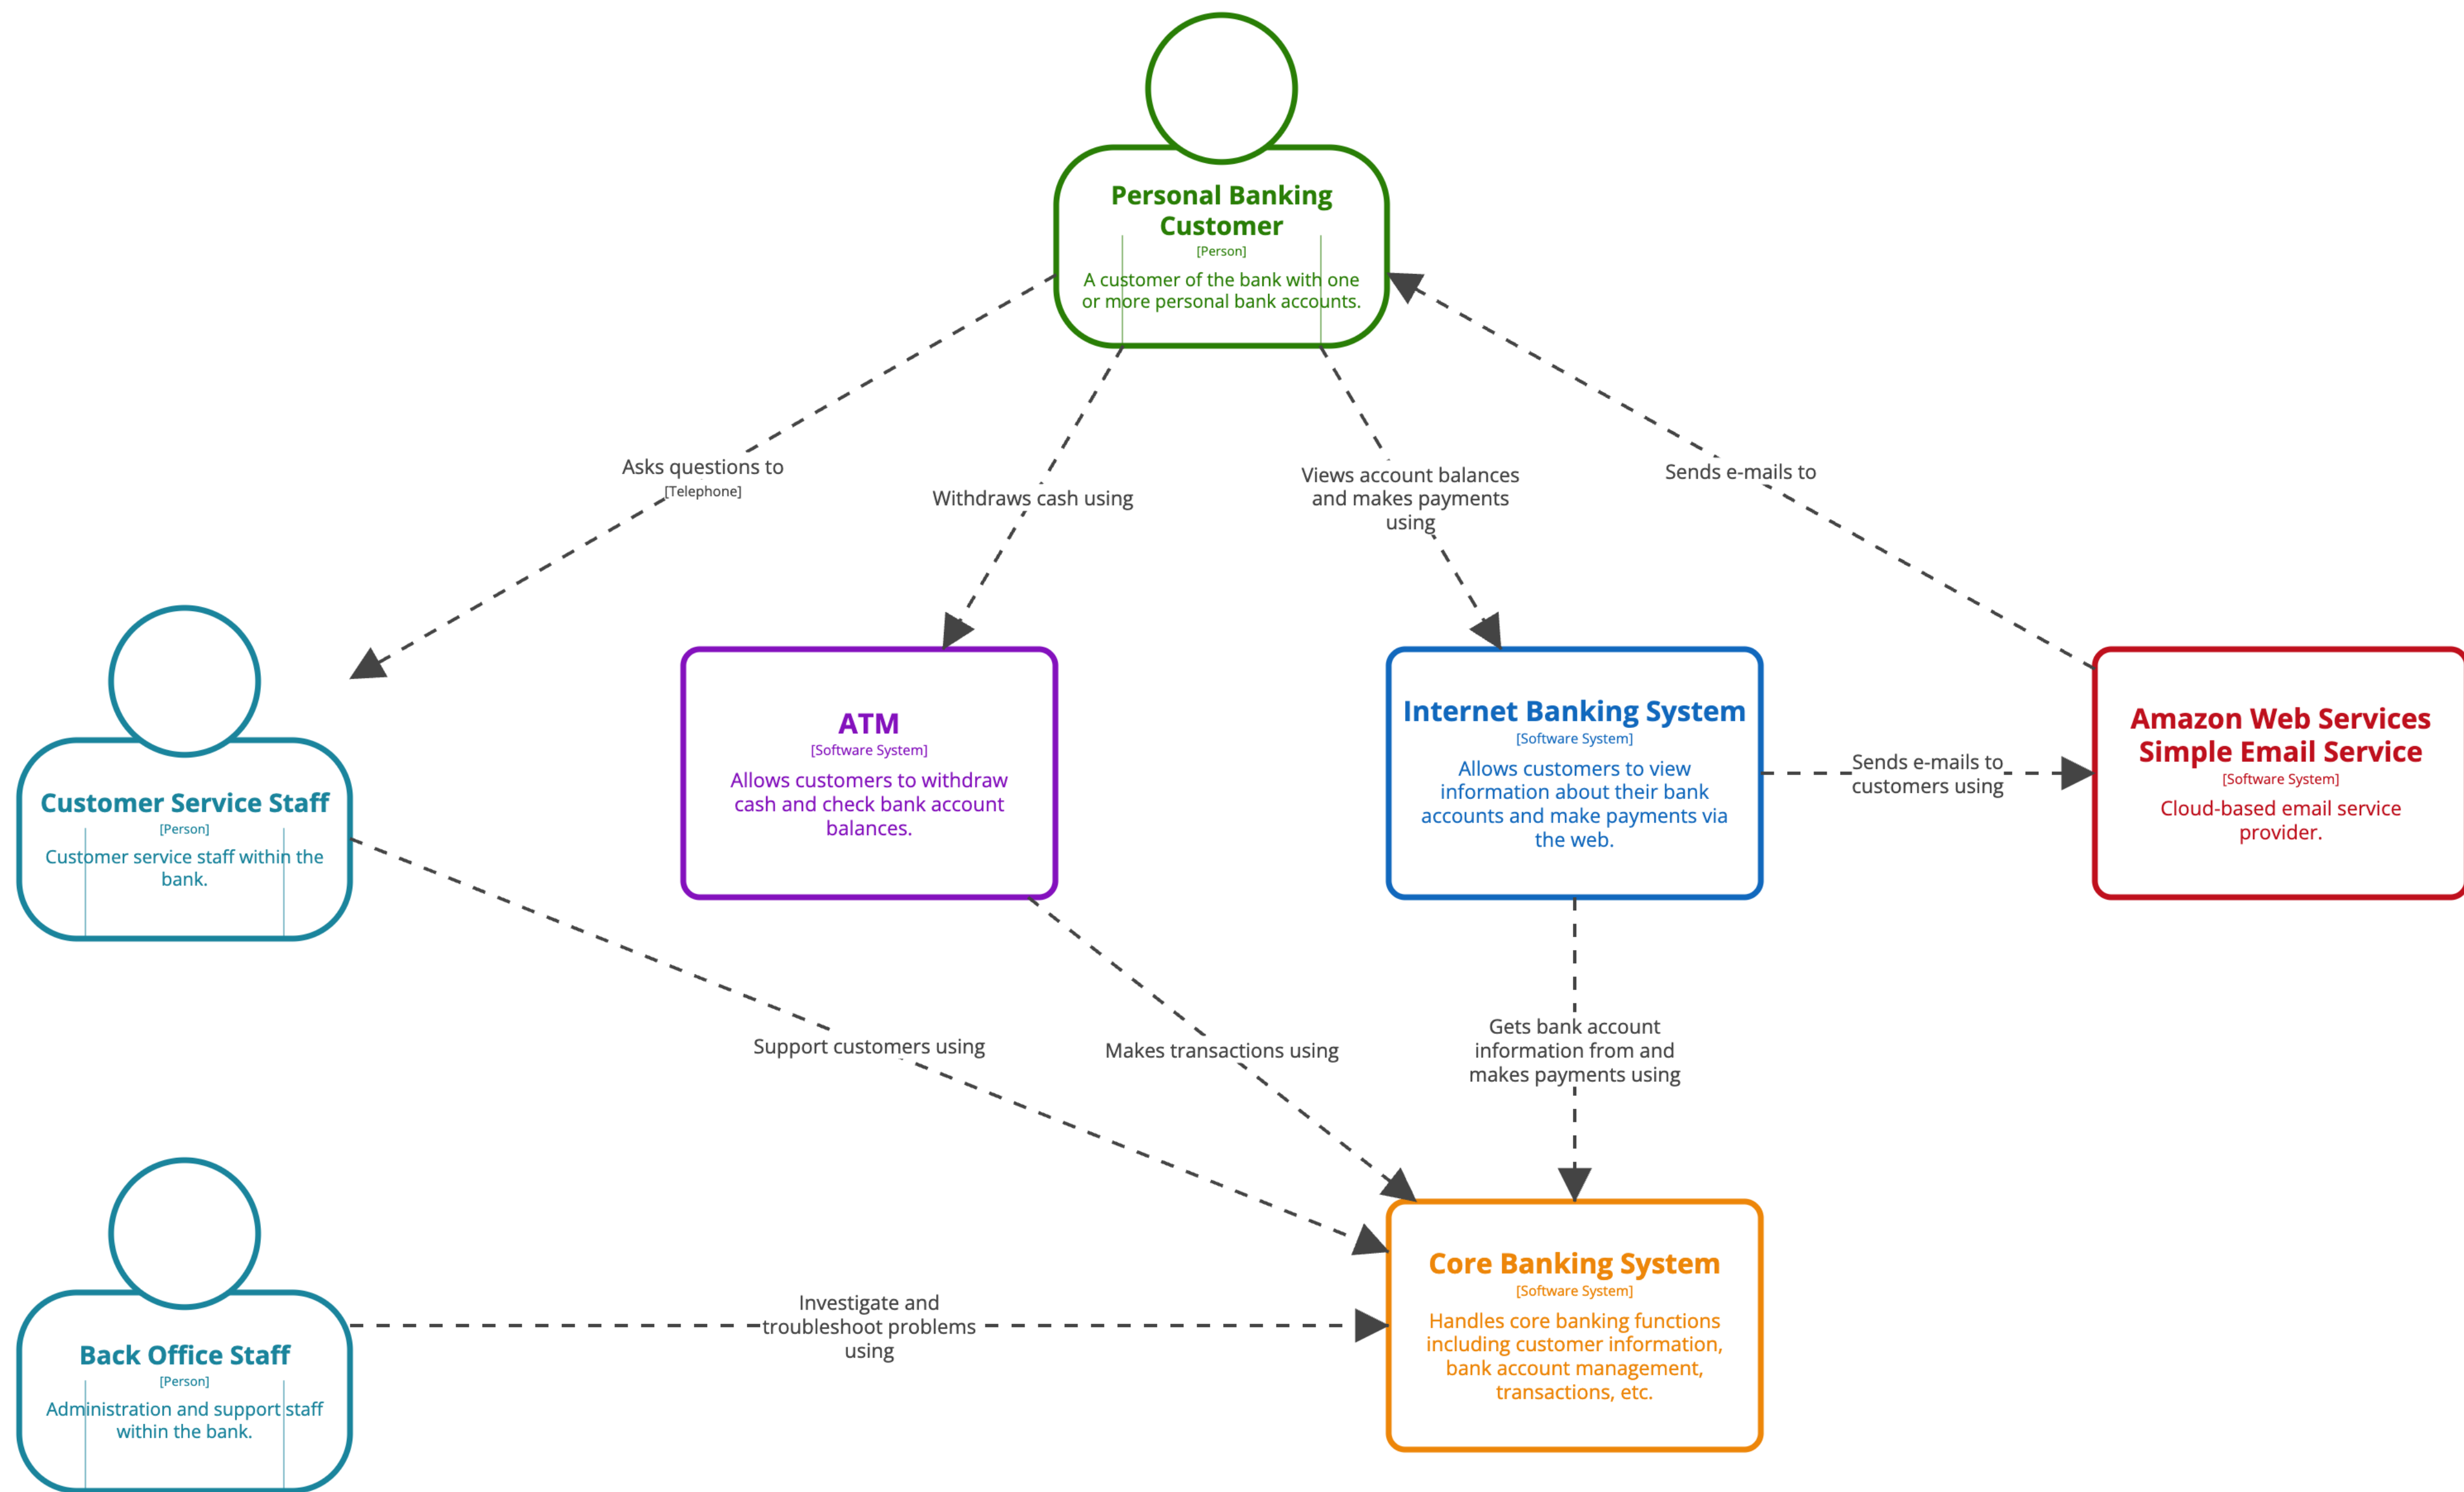 Personal Banking
Customer
[Person]
A customer of the bank with one
or more personal bank accounts.
Asks questions to
[Telephone]
Withdraws cash using
Views account balances
and makes payments
using
Sends e-mails to
Customer Service Staff
[Person]
Customer service staff within the
bank.
ATM
[Software System]
Allows customers to withdraw
cash and check bank account
balances.
Internet Banking System
[Software System]
Allows customers to view
information about their bank
accounts and make payments via
the web.
Sends e-mails to
customers using
Amazon Web Services
Simple Email Service
[Software System]
Cloud-based email service
provider.
Support customers using
Makes transactions using
Gets bank account
information from and
makes payments using
Back Office Staff
[Person]
Administration and support staff
within the bank.
Investigate and
troubleshoot problems
using
Core Banking System
[Software System]
Handles core banking functions
including customer information,
bank account management,
transactions, etc.